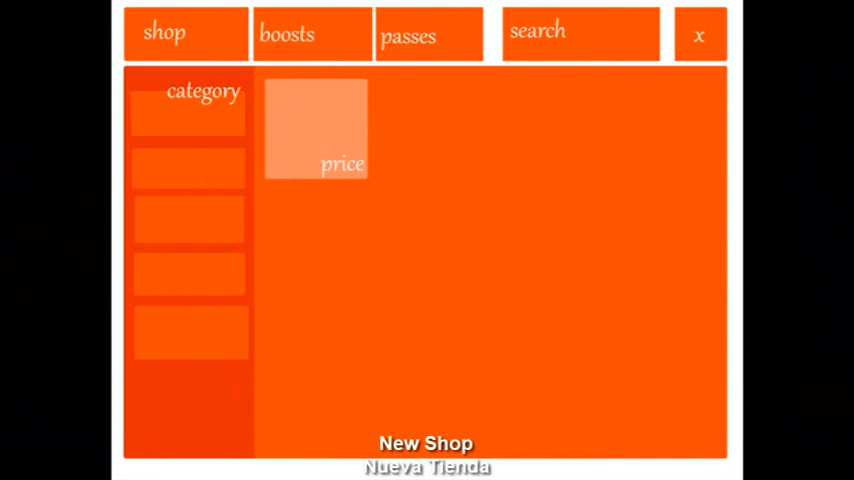 shop
boosts
passes
search
x
category
price
New Shop
Nueva Tienda